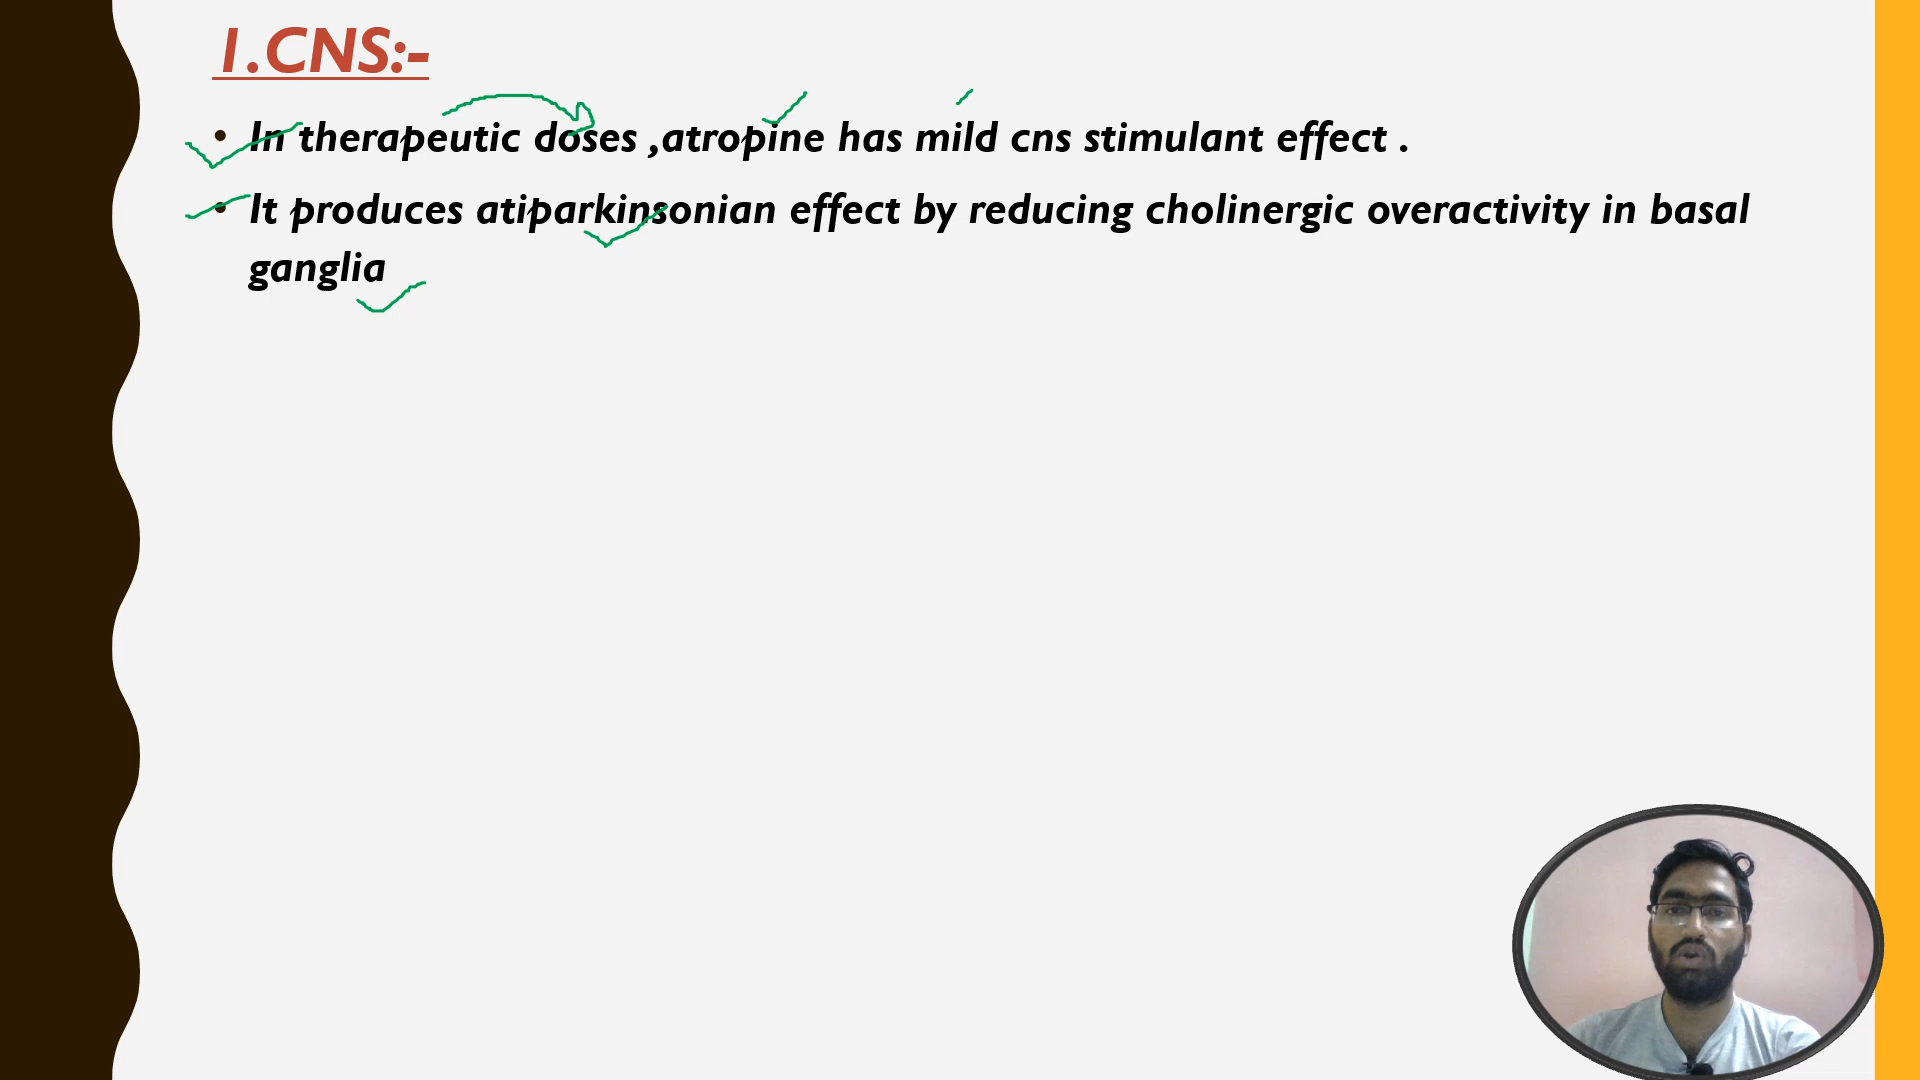 1.CNS:-
• In therapeutic doses ,atropine has mild cns stimulant effect .
• It produces atiparkinsonian effect by reducing cholinergic overactivity in basal
ganglia